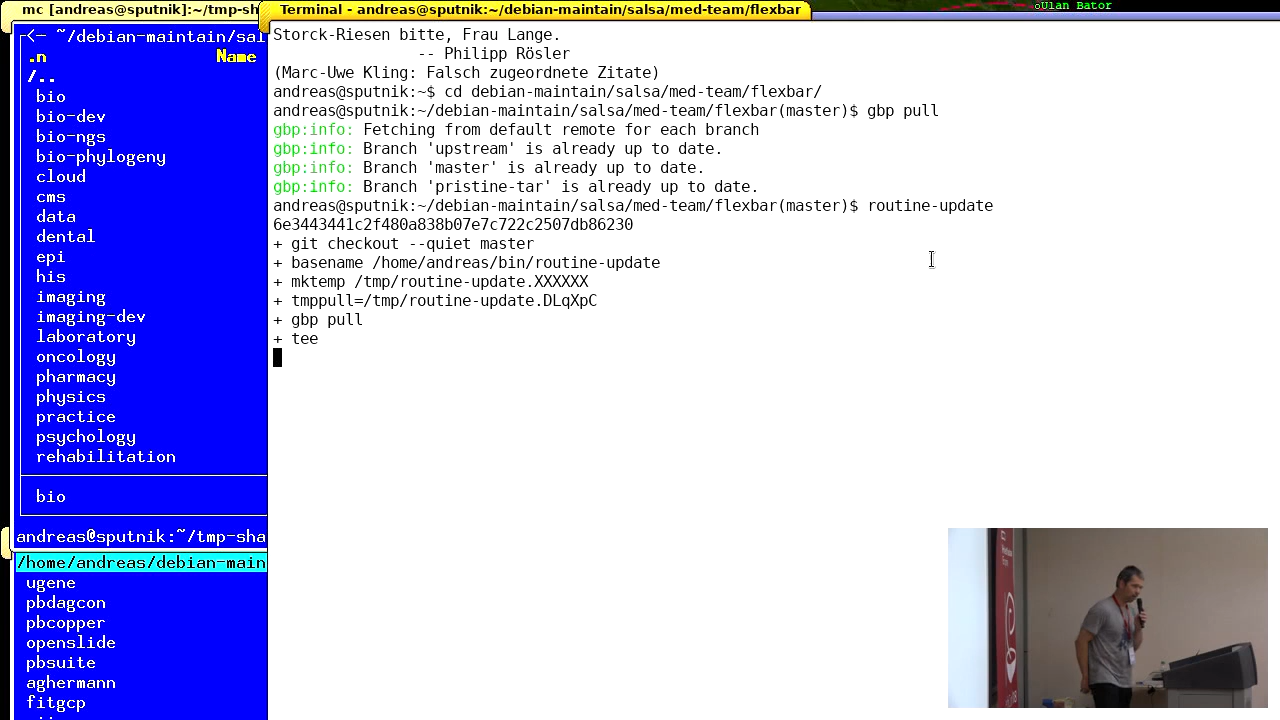 mc [andreas@sputnik]:~/tmp-sh
Terminal - andreas@sputnik:~/debian-maintain/salsa/med-team/flexbar
Ulan Bator
<— ~/debian-maintain/sal
.n Name
/..
bio
bio-dev
bio-ngs
bio-phylogeny
cloud
cms
data
dental
epi
his
imaging
imaging-dev
laboratory
oncology
pharmacy
physics
practice
psychology
rehabilitation
bio
andreas@sputnik:~/tmp-sha
/home/andreas/debian-main
ugene
pbdagcon
pbcopper
openslide
pbsuite
aghermann
fitgcp
Storck-Riesen bitte, Frau Lange.
-- Philipp Rösler
(Marc-Uwe Kling: Falsch zugeordnete Zitate)
andreas@sputnik:~$ cd debian-maintain/salsa/med-team/flexbar/
andreas@sputnik:~/debian-maintain/salsa/med-team/flexbar(master)$ gbp pull
gbp:info: Fetching from default remote for each branch
gbp:info: Branch 'upstream' is already up to date.
gbp:info: Branch 'master' is already up to date.
gbp:info: Branch 'pristine-tar' is already up to date.
andreas@sputnik:~/debian-maintain/salsa/med-team/flexbar(master)$ routine-update
6e3443441c2f480a838b07e7c722c2507db86230
+ git checkout --quiet master
+ basename /home/andreas/bin/routine-update
+ mktemp /tmp/routine-update.XXXXXX
+ tmppull=/tmp/routine-update.DLqXpC
+ gbp pull
+ tee